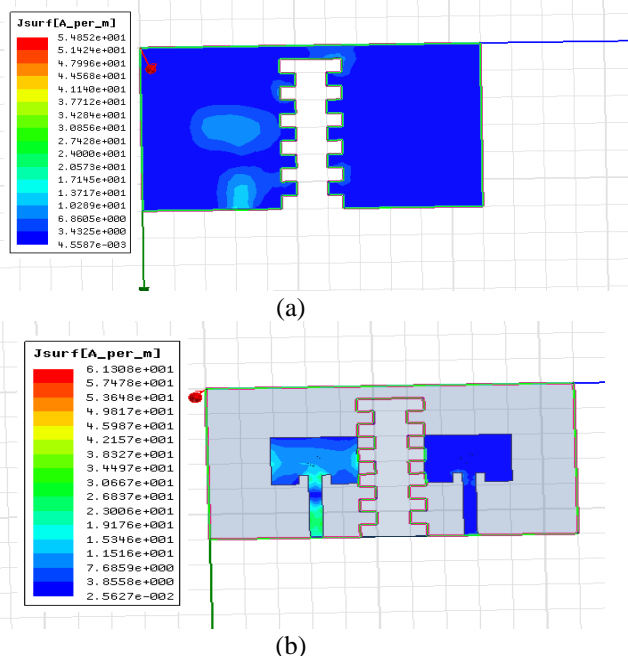 Jsurf[A_per_m]
5.4852e+001
5.1424e+001
4.7996e+001
4.4568e+001
4.1140e+001
3.7712e+001
3.4284e+001
3.0856e+001
2.7428e+001
2.4000e+001
2.0573e+001
1.7145e+001
1.3717e+001
1.0289e+001
6.8605e+000
3.4325e+000
4.5587e-003
(a)
Jsurf[A_per_m]
6.1308e+001
5.7478e+001
5.3648e+001
4.9817e+001
4.5987e+001
4.2157e+001
3.8327e+001
3.4497e+001
3.0667e+001
2.6837e+001
2.3006e+001
1.9176e+001
1.5346e+001
1.1516e+001
7.6859e+000
3.8558e+000
2.5627e-002
(b)